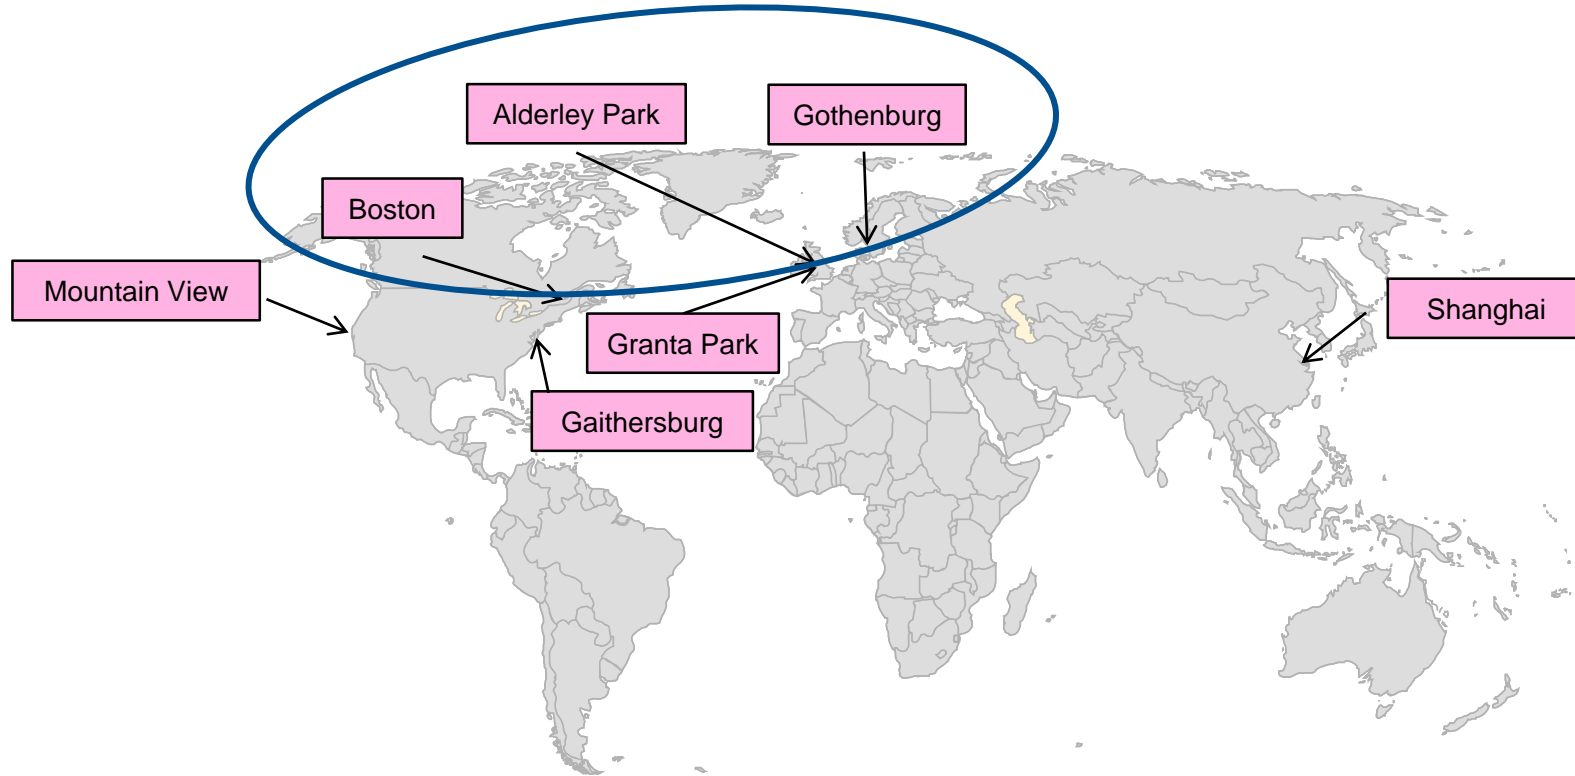 Alderley Park
Gothenburg
Boston
Mountain View
Shanghai
Granta Park
Gaithersburg